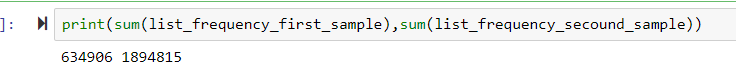 ]: print(sum(list_frequency_first_sample),sum(list_frequency_secound_sample))
634906 1894815